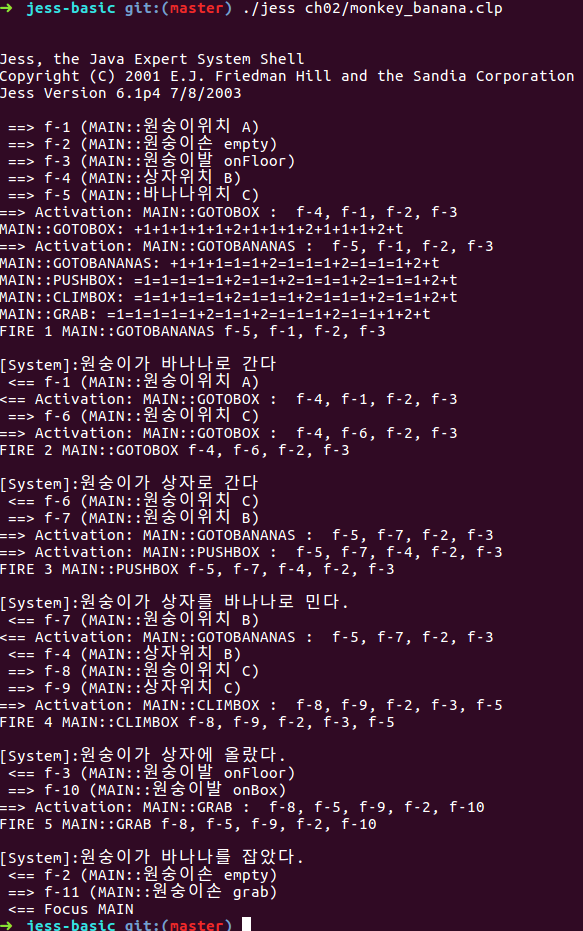 ➜  jess-basic git:(master) ./jess ch02/monkey_banana.clp
Jess, the Java Expert System Shell
Copyright (C) 2001 E.J. Friedman Hill and the Sandia Corporation
Jess Version 6.1p4 7/8/2003
==> f-1 (MAIN::원숭이위치 A)
==> f-2 (MAIN::원숭이손 empty)
==> f-3 (MAIN::원숭이발 onFloor)
==> f-4 (MAIN::상자위치 B)
==> f-5 (MAIN::바나나위치 C)
==> Activation: MAIN::GOTOBOX :  f-4, f-1, f-2, f-3
MAIN::GOTOBOX: +1+1+1+1+1+2+1+1+1+2+1+1+1+2+t
==> Activation: MAIN::GOTOBANANAS :  f-5, f-1, f-2, f-3
MAIN::GOTOBANANAS: +1+1+1=1=1+2=1=1=1+2=1=1=1+2+t
MAIN::PUSHBOX: =1=1=1=1=1+2=1=1+2=1=1=1+2=1=1=1+2+t
MAIN::CLIMBOX: =1=1+1=1=1+2=1=1=1+2=1=1=1+2=1=1+2+t
MAIN::GRAB: =1=1=1=1=1+2=1=1+2=1=1=1+2=1=1+1+2+t
FIRE 1 MAIN::GOTOBANANAS f-5, f-1, f-2, f-3
[System]:원숭이가 바나나로 간다
<== f-1 (MAIN::원숭이위치 A)
<== Activation: MAIN::GOTOBOX :  f-4, f-1, f-2, f-3
==> f-6 (MAIN::원숭이위치 C)
==> Activation: MAIN::GOTOBOX :  f-4, f-6, f-2, f-3
FIRE 2 MAIN::GOTOBOX f-4, f-6, f-2, f-3
[System]:원숭이가 상자로 간다
<== f-6 (MAIN::원숭이위치 C)
==> f-7 (MAIN::원숭이위치 B)
==> Activation: MAIN::GOTOBANANAS :  f-5, f-7, f-2, f-3
==> Activation: MAIN::PUSHBOX :  f-5, f-7, f-4, f-2, f-3
FIRE 3 MAIN::PUSHBOX f-5, f-7, f-4, f-2, f-3
[System]:원숭이가 상자를 바나나로 민다.
<== f-7 (MAIN::원숭이위치 B)
<== Activation: MAIN::GOTOBANANAS :  f-5, f-7, f-2, f-3
<== f-4 (MAIN::상자위치 B)
==> f-8 (MAIN::원숭이위치 C)
==> f-9 (MAIN::상자위치 C)
==> Activation: MAIN::CLIMBOX :  f-8, f-9, f-2, f-3, f-5
FIRE 4 MAIN::CLIMBOX f-8, f-9, f-2, f-3, f-5
[System]:원숭이가 상자에 올랐다.
<== f-3 (MAIN::원숭이발 onFloor)
==> f-10 (MAIN::원숭이발 onBox)
==> Activation: MAIN::GRAB :  f-8, f-5, f-9, f-2, f-10
FIRE 5 MAIN::GRAB f-8, f-5, f-9, f-2, f-10
[System]:원숭이가 바나나를 잡았다.
<== f-2 (MAIN::원숭이손 empty)
==> f-11 (MAIN::원숭이손 grab)
<== Focus MAIN
➜  jess-basic git:(master)